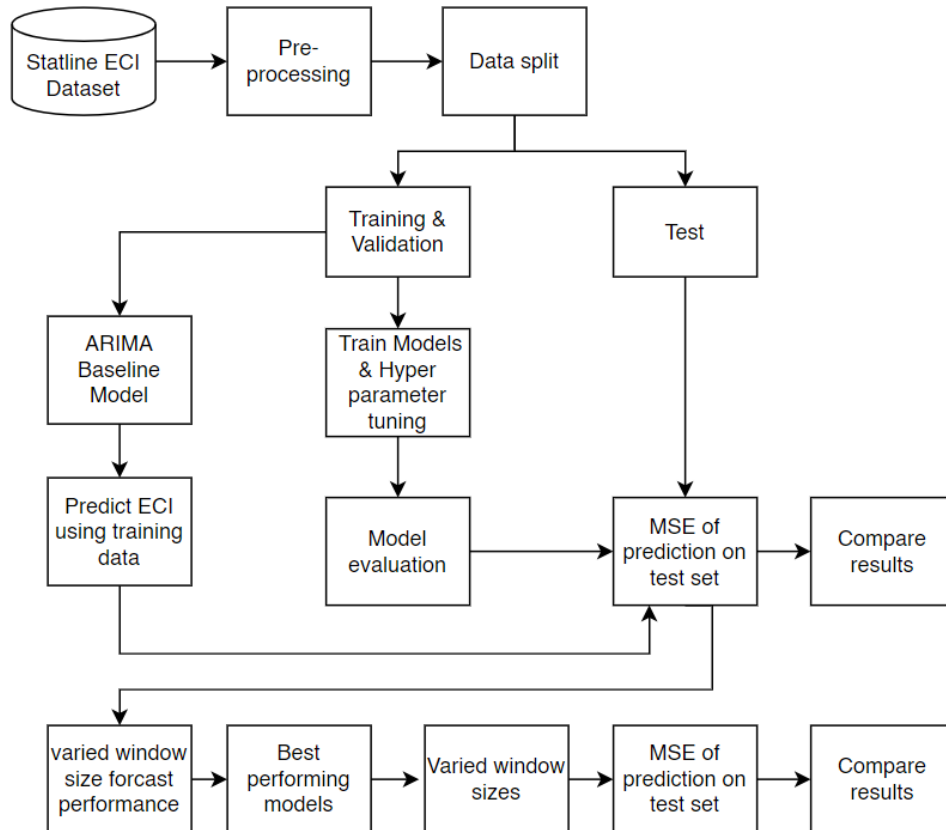 Statline ECI
Dataset
Pre-
processing
Data split
Training &
Validation
Test
ARIMA
Baseline
Model
Train Models
& Hyper
parameter
tuning
Predict ECI
using training
data
Model
evaluation
MSE of
prediction on
test set
Compare
results
varied window
size forcast
performance
Best
performing
models
Varied window
sizes
MSE of
prediction on
test set
Compare
results